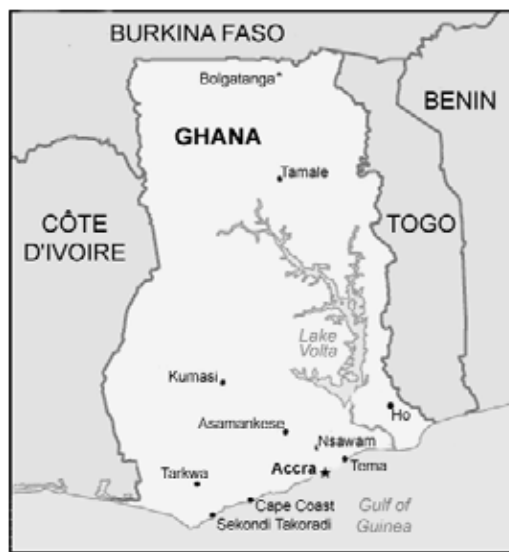 BURKINA FASO
Bolgatanga
BENIN
GHANA
Tamale
CÔTE
D'IVOIRE
TOGO
Lake
Volta
Kumasi
Ho
Asamankese
Nsawam
Accra
Tema
Tarkwa
Cape Coast
Gulf of
Guinea
Sekondi Takoradi